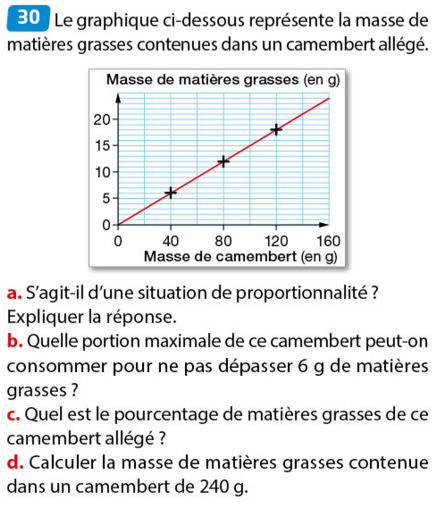 30 Le graphique ci-dessous représente la masse de
matières grasses contenues dans un camembert allégé.
Masse de matières grasses (en g)
20
15
10
5
0
0 40 80 120 160
Masse de camembert (en g)
a. S'agit-il d'une situation de proportionnalité ?
Expliquer la réponse.
b. Quelle portion maximale de ce camembert peut-on
consommer pour ne pas dépasser 6 g de matières
grasses ?
c. Quel est le pourcentage de matières grasses de ce
camembert allégé ?
d. Calculer la masse de matières grasses contenue
dans un camembert de 240 g.